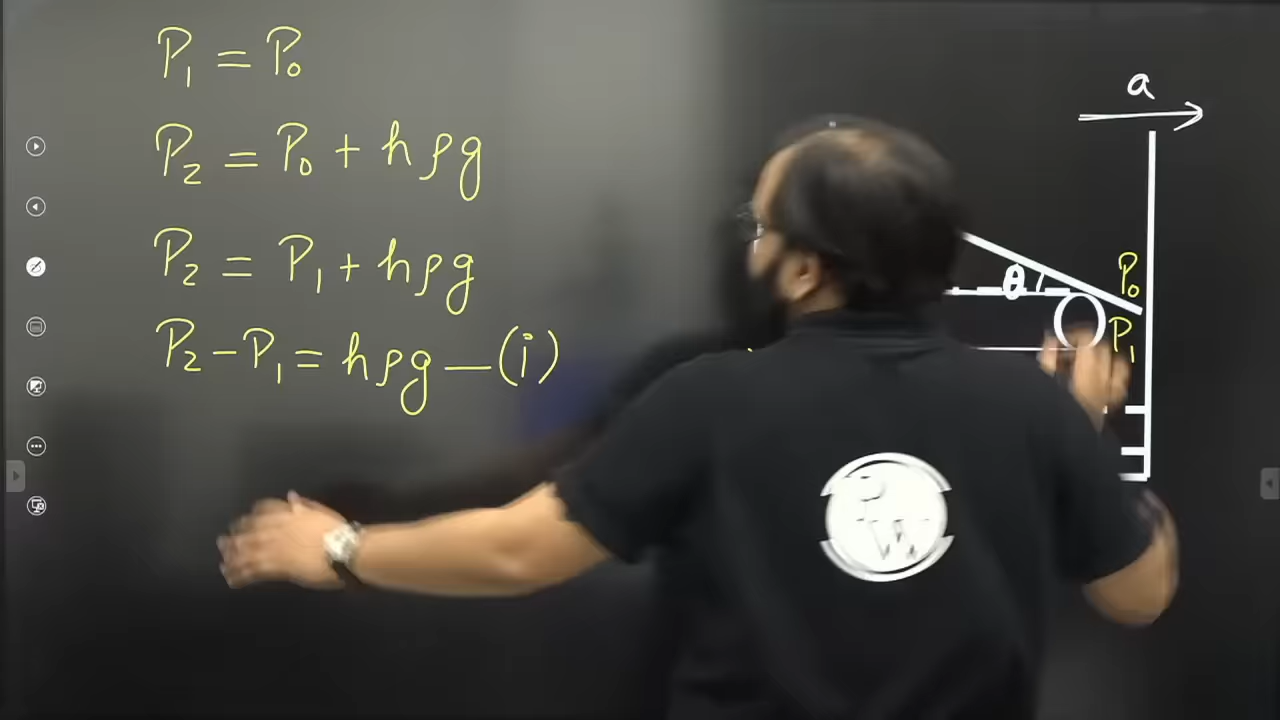 P₁ = P₀
P₂ = P₀ + hρg
P₂ = P₁ + hρg
P₂ – P₁ = hρg — (i)
a
θ
P₀
P₁
P
W